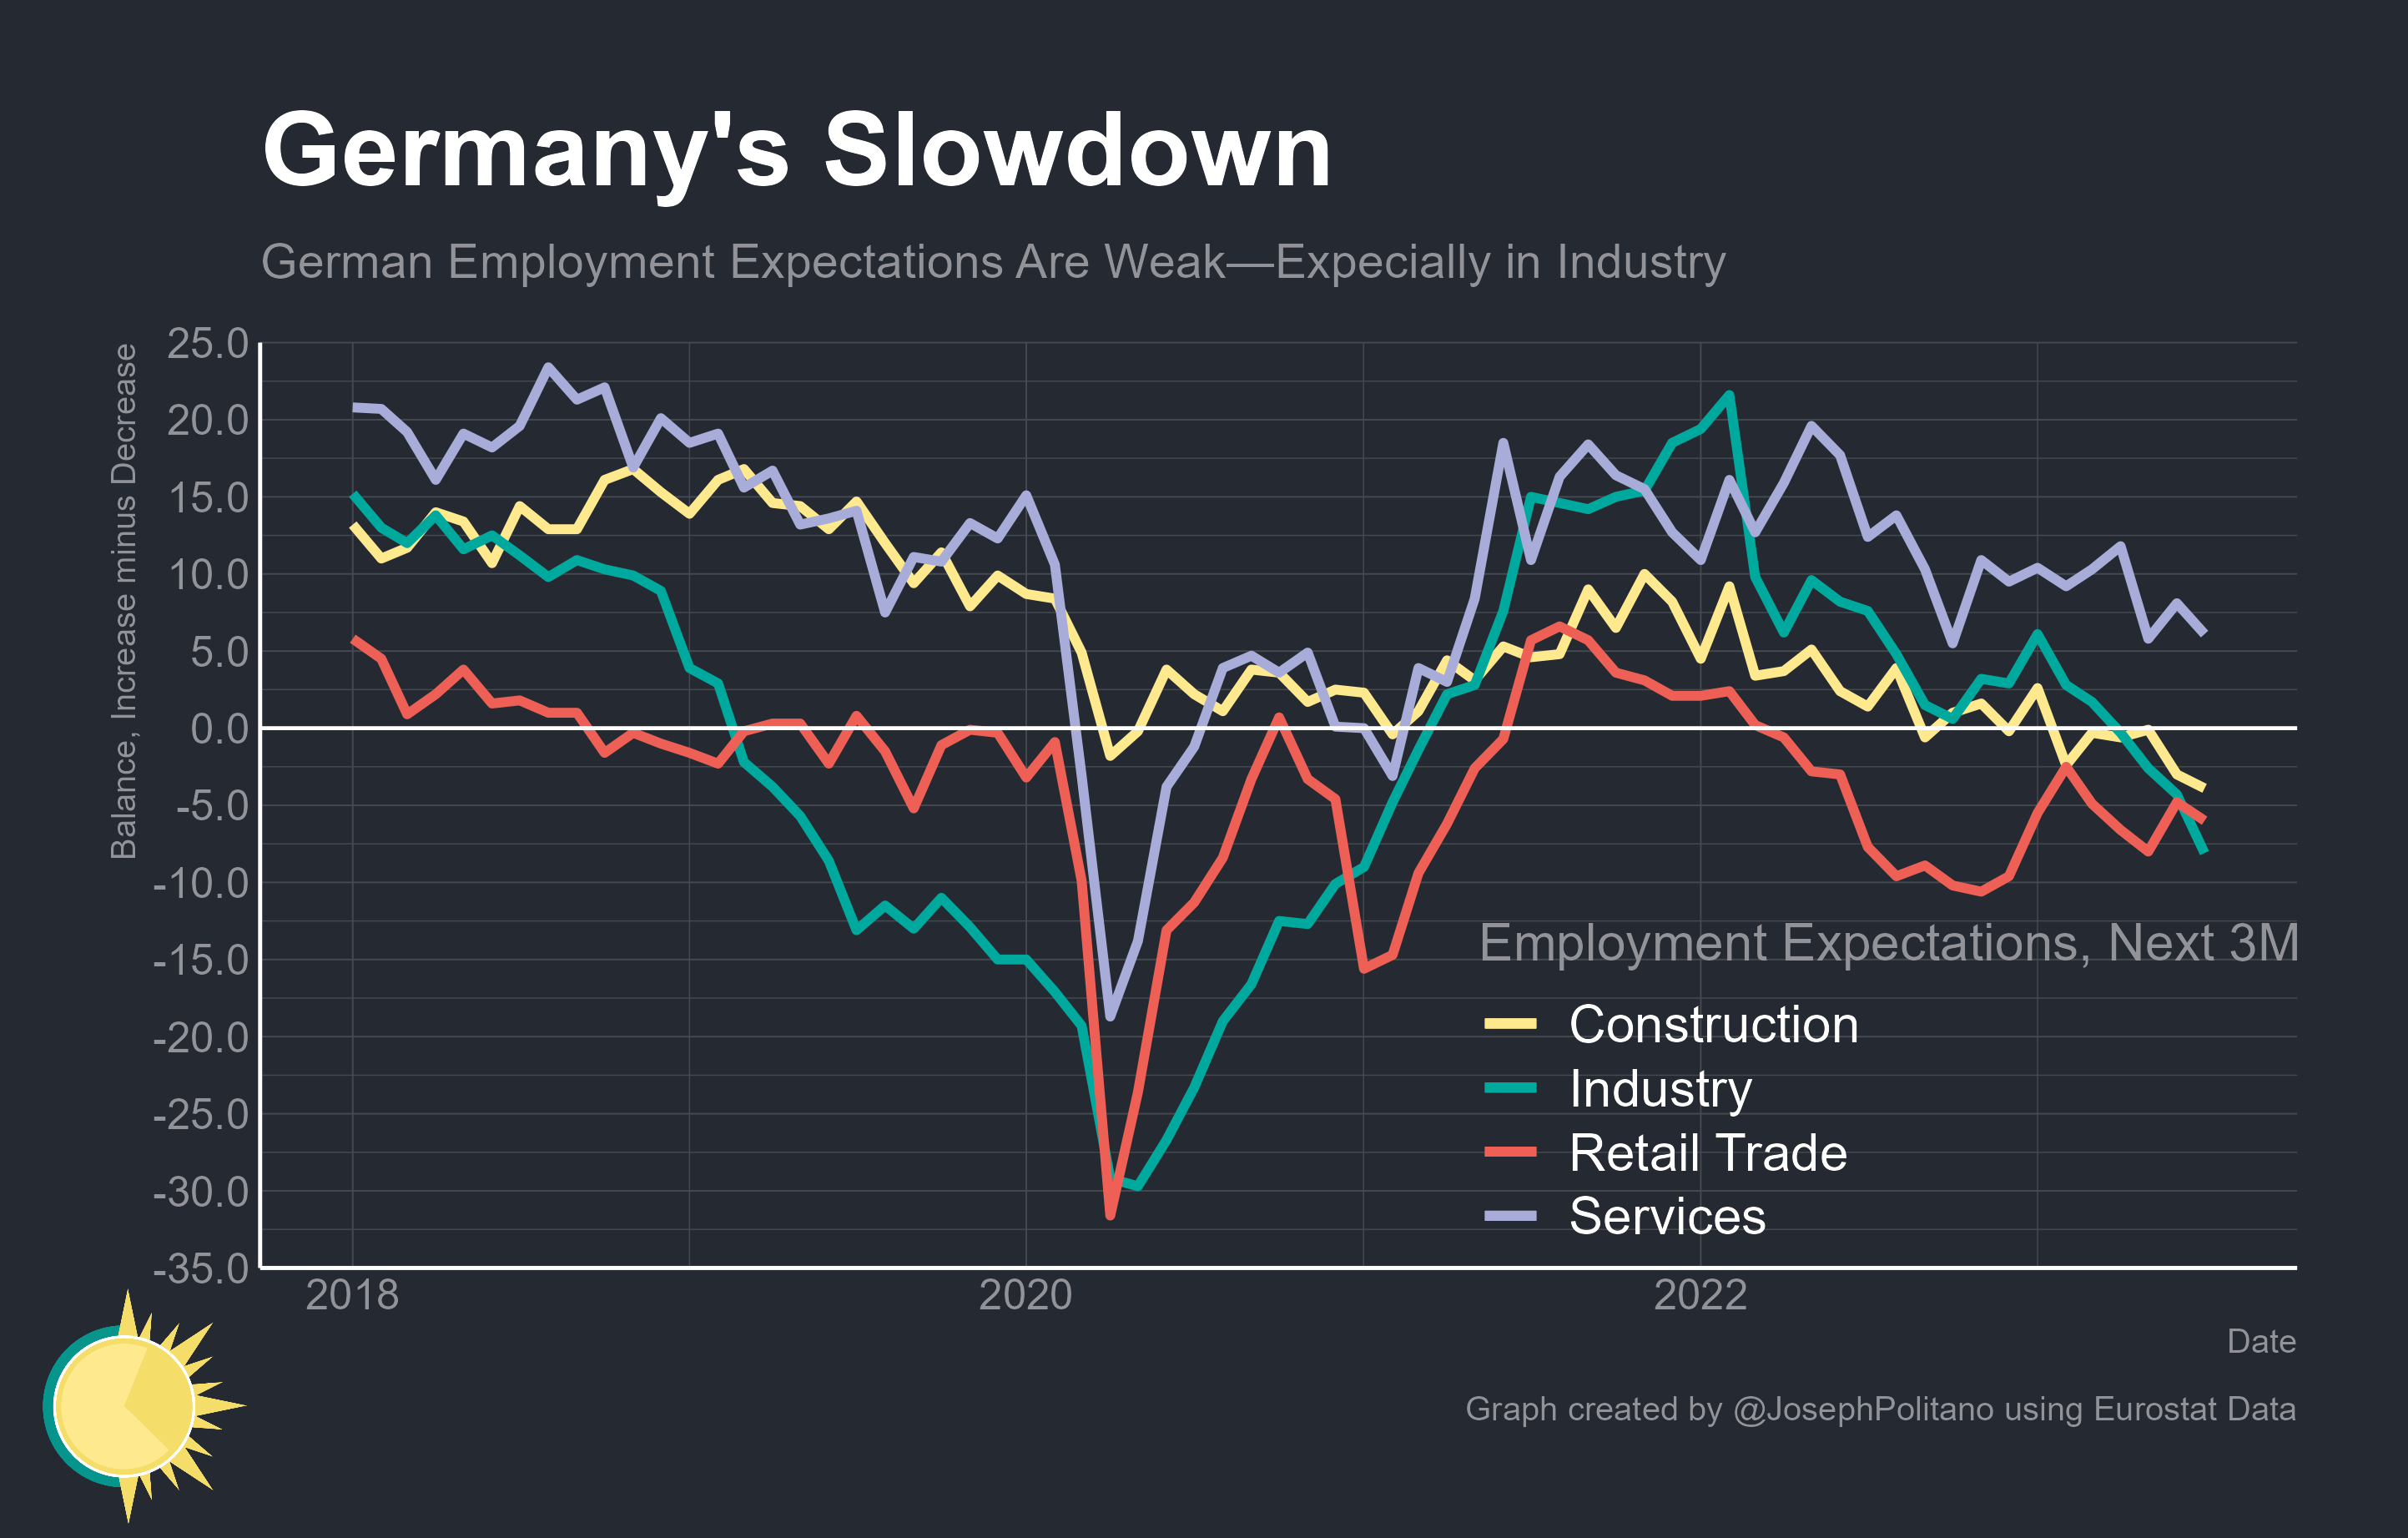 Germany's Slowdown
German Employment Expectations Are Weak—Expecially in Industry
Balance, Increase minus Decrease
25.0
20.0
15.0
10.0
5.0
0.0
-5.0
-10.0
-15.0
-20.0
-25.0
-30.0
-35.0
Employment Expectations, Next 3M
Construction
Industry
Retail Trade
Services
2018 2020 2022
Date
Graph created by @JosephPolitano using Eurostat Data